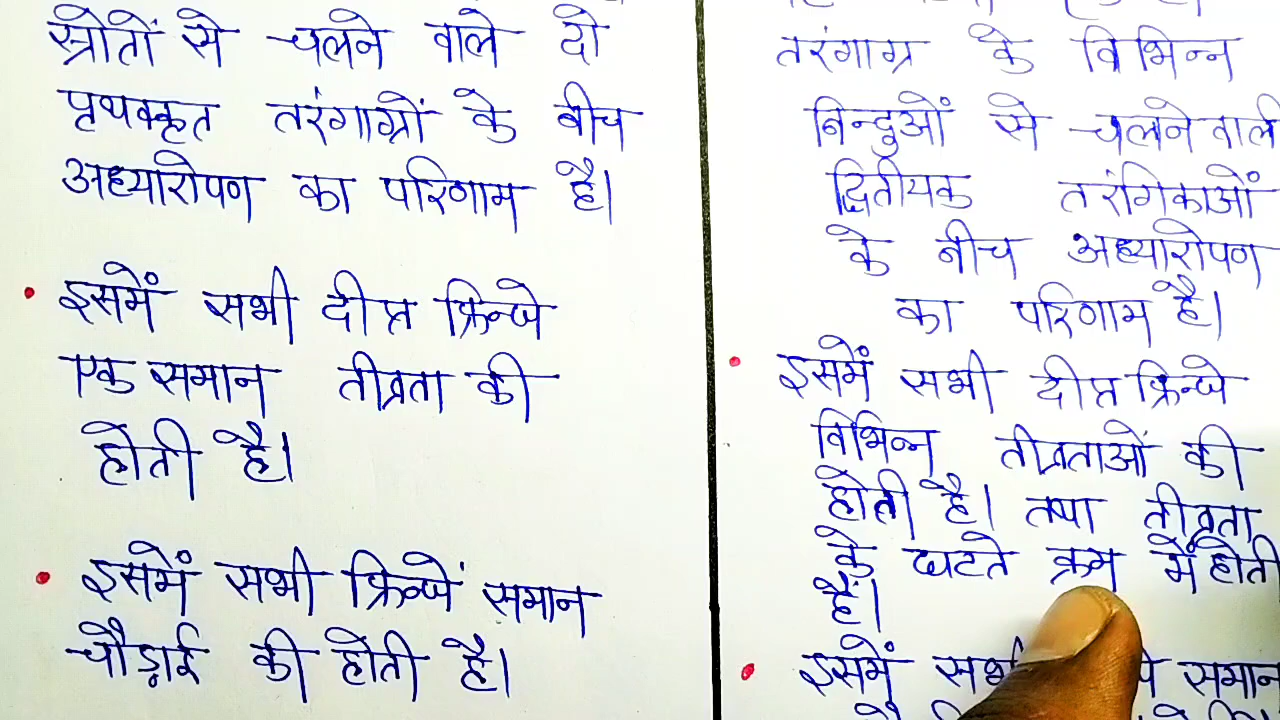 स्रोतों से चलने वाले दो
पृथक्कृत तरंगाग्रों के बीच
अध्यारोपण का परिणाम है।
इसमें सभी दीप्त फ्रिन्जे
एक समान तीव्रता की
होती है।
इसमें सभी फ्रिन्जें समान
चौड़ाई की होती है।
तरंगाग्र के विभिन्न
बिन्दुओं से चलने वाले
द्वितीयक तरंगिकाओं
के बीच अध्यारोपण
का परिणाम है।
इसमें सभी दीप्त फ्रिन्जे
विभिन्न तीव्रताओं की
होती है। तथा तीव्रता
के घटते क्रम में होती
हैं।
इसमें समान